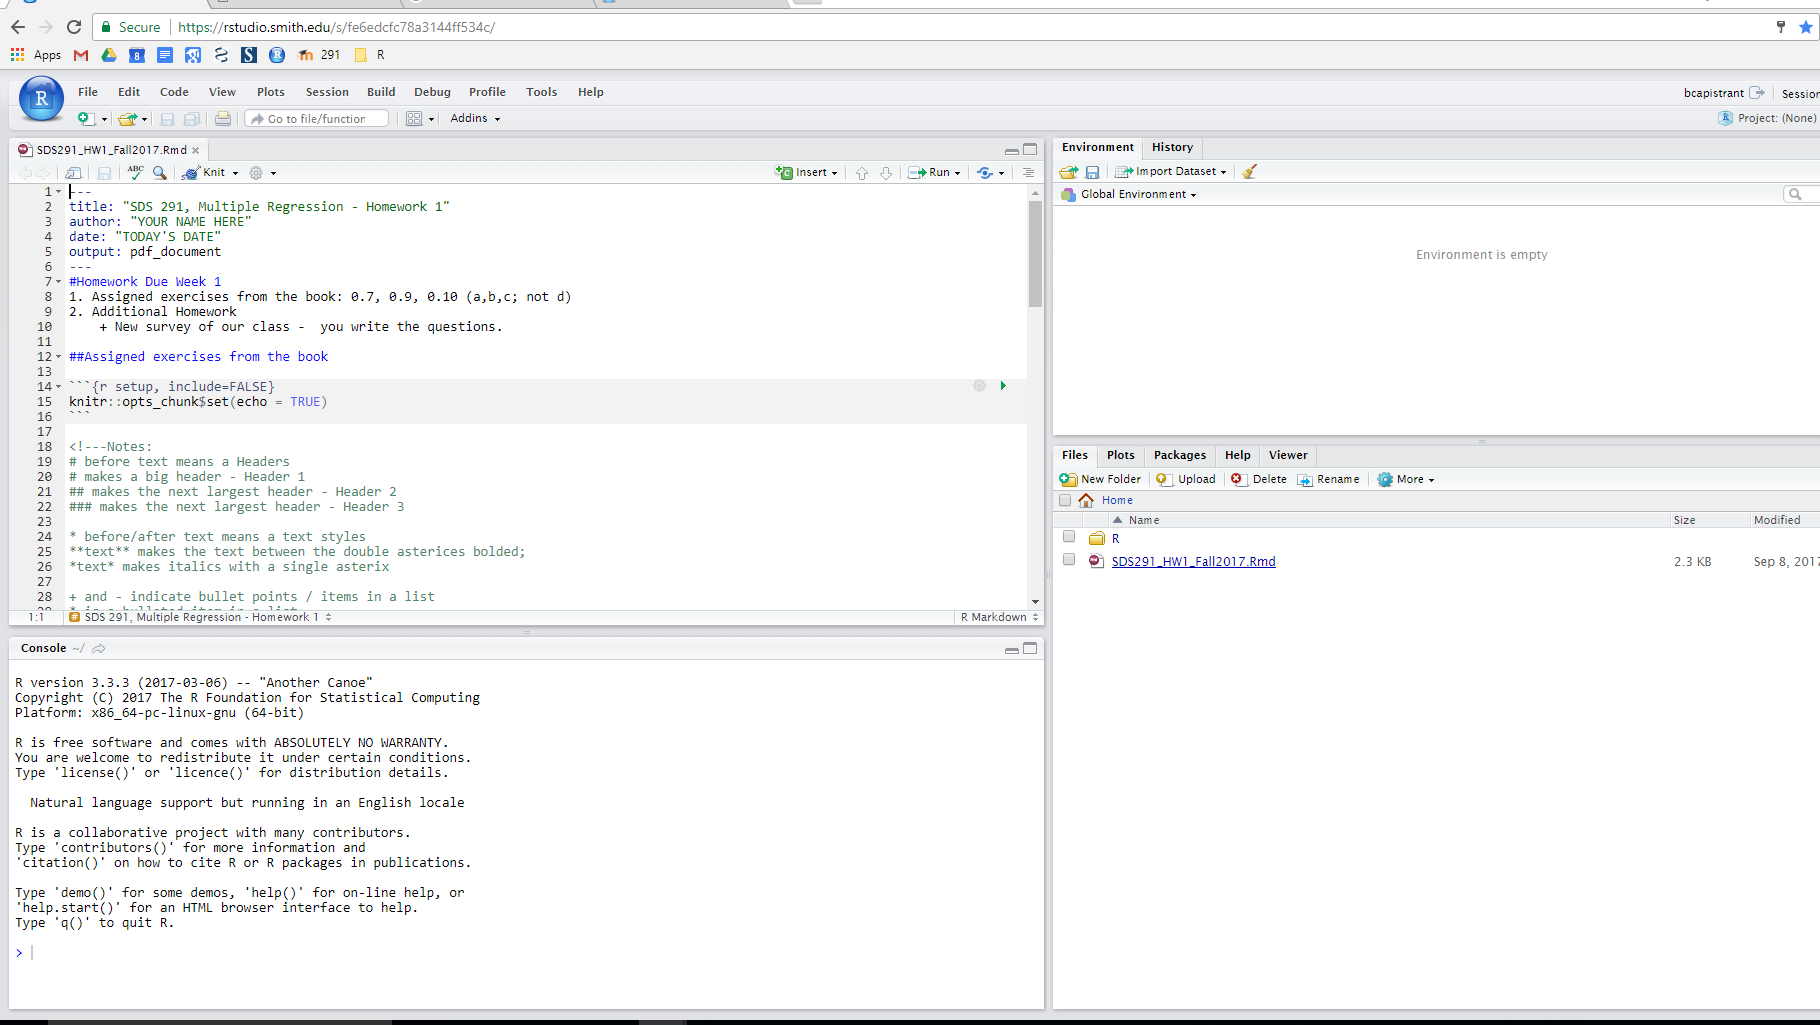 Secure https://rstudio.smith.edu/s/fe6edcfc78a3144ff534c/
Apps 8 S R 291 R
R File Edit Code View Plots Session Build Debug Profile Tools Help bcapistrant
Go to file/function Addins Project: (None)
SDS291_HW1_Fall2017.Rmd ×
ABC Knit Insert Run
1 ---
2 title: "SDS 291, Multiple Regression - Homework 1"
3 author: "YOUR NAME HERE"
4 date: "TODAY'S DATE"
5 output: pdf_document
6 ---
7 #Homework Due Week 1
8 1. Assigned exercises from the book: 0.7, 0.9, 0.10 (a,b,c; not d)
9 2. Additional Homework
10 + New survey of our class -  you write the questions.
11
12 ##Assigned exercises from the book
13
14 ```{r setup, include=FALSE}
15 knitr::opts_chunk$set(echo = TRUE)
16 ```
17
18 <!---Notes:
19 # before text means a Headers
20 # makes a big header - Header 1
21 ## makes the next largest header - Header 2
22 ### makes the next largest header - Header 3
23
24 * before/after text means a text styles
25 **text** makes the text between the double asterices bolded;
26 *text* makes italics with a single asterix
27
28 + and - indicate bullet points / items in a list
1:1 # SDS 291, Multiple Regression - Homework 1 R Markdown
Console ~/
R version 3.3.3 (2017-03-06) -- "Another Canoe"
Copyright (C) 2017 The R Foundation for Statistical Computing
Platform: x86_64-pc-linux-gnu (64-bit)
R is free software and comes with ABSOLUTELY NO WARRANTY.
You are welcome to redistribute it under certain conditions.
Type 'license()' or 'licence()' for distribution details.
Natural language support but running in an English locale
R is a collaborative project with many contributors.
Type 'contributors()' for more information and
'citation()' on how to cite R or R packages in publications.
Type 'demo()' for some demos, 'help()' for on-line help, or
'help.start()' for an HTML browser interface to help.
Type 'q()' to quit R.
>
Environment History
Import Dataset
Global Environment
Environment is empty
Files Plots Packages Help Viewer
New Folder Upload Delete Rename More
Home
Name Size Modified
R
SDS291_HW1_Fall2017.Rmd 2.3 KB Sep 8, 2017